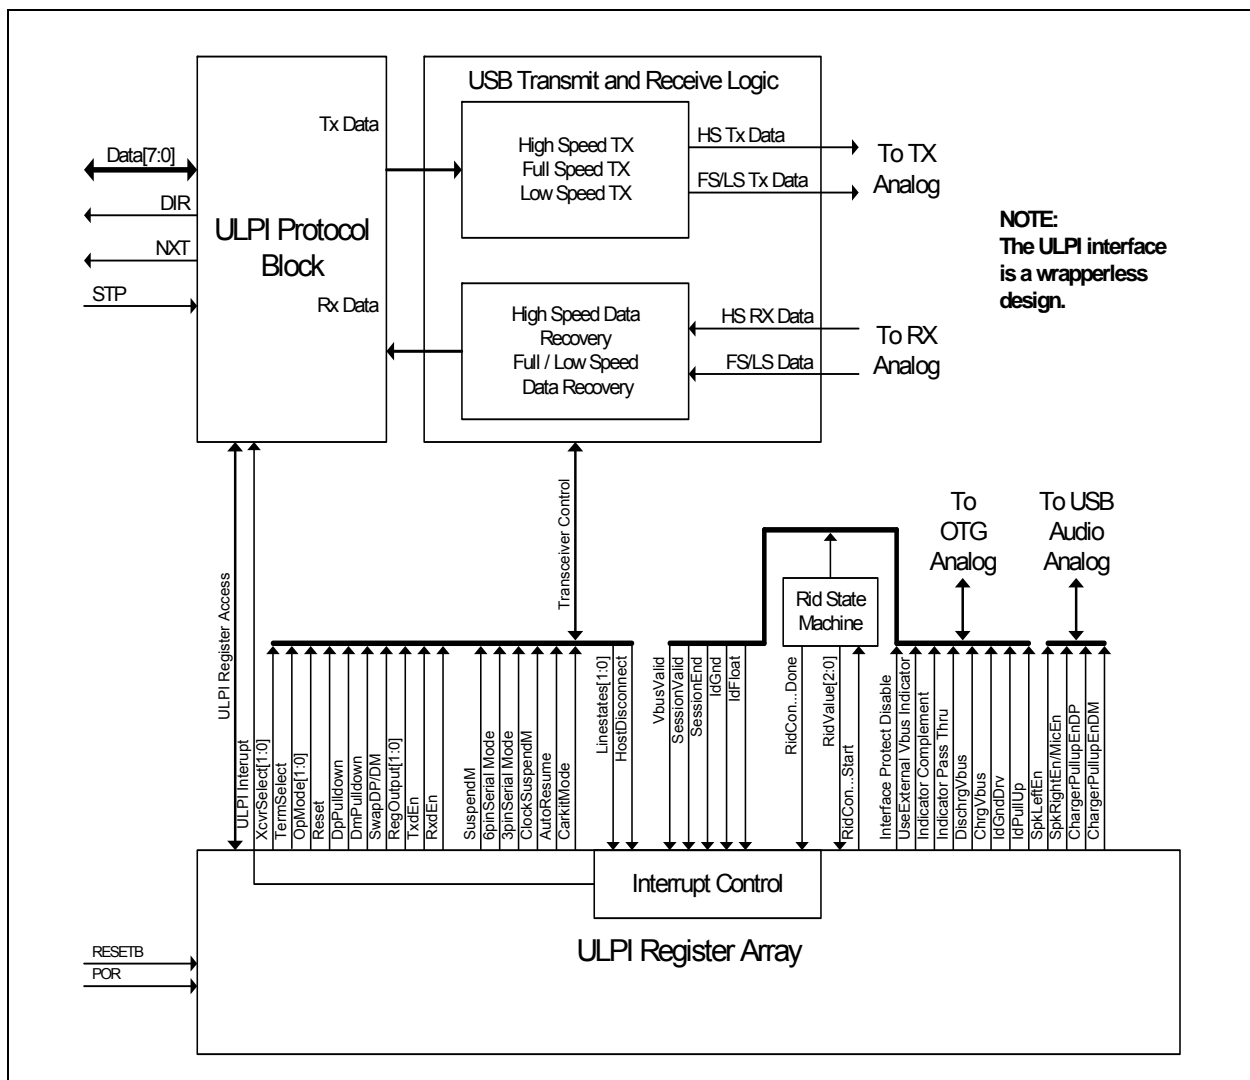 USB Transmit and Receive Logic
Tx Data
High Speed TX
Full Speed TX
Low Speed TX
HS Tx Data
FS/LS Tx Data
To TX
Analog
Data[7:0]
DIR
NXT
STP
ULPI Protocol
Block
Rx Data
High Speed Data
Recovery
Full / Low Speed
Data Recovery
HS RX Data
FS/LS Data
To RX
Analog
NOTE:
The ULPI interface
is a wrapperless
design.
ULPI Register Access
ULPI Interupt
Transceiver Control
To
OTG
Analog
To USB
Audio
Analog
Rid State
Machine
XcvrSelect[1:0]
TermSelect
OpMode[1:0]
Reset
DpPulldown
DmPulldown
SwapDP/DM
RegOutput[1:0]
TxdEn
RxdEn
SuspendM
6pinSerial Mode
3pinSerial Mode
ClockSuspendM
AutoResume
CarkitMode
Linestates[1:0]
HostDisconnect
VbusValid
SessionValid
SessionEnd
IdGnd
IdFloat
RidCon...Done
RidValue[2:0]
RidCon...Start
Interface Protect Disable
UseExternal Vbus Indicator
Indicator Complement
Indicator Pass Thru
DischrgVbus
ChrgVbus
IdGndDrv
IdPullUp
SpkLeftEn
SpkRightEn/MicEn
ChargerPullupEnDP
ChargerPullupEnDM
Interrupt Control
ULPI Register Array
RESETB
POR